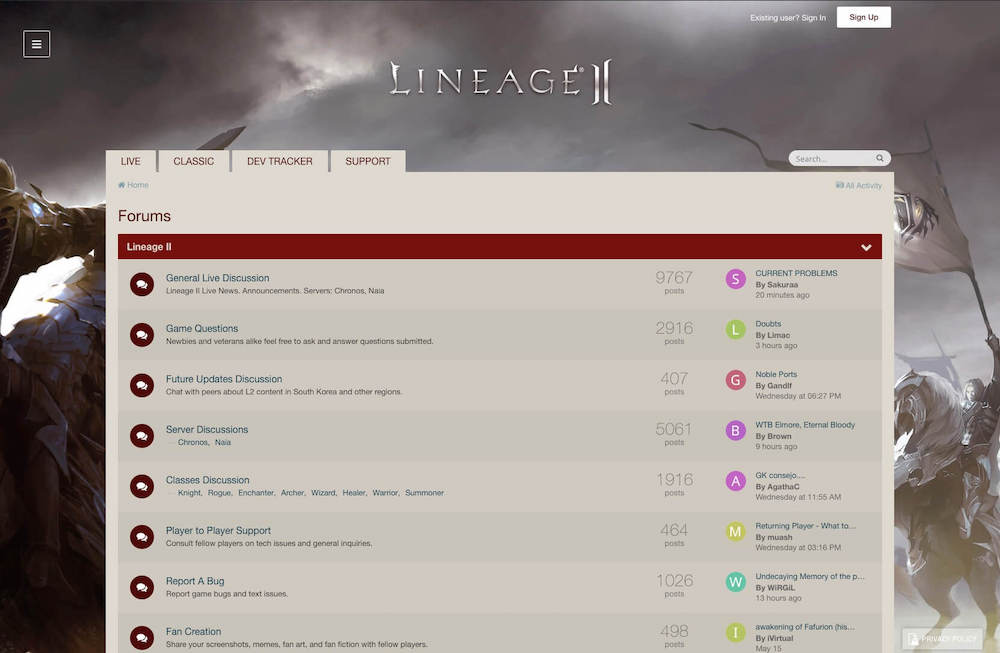 Existing user? Sign In
Sign Up
LINEAGE® II
LIVE
CLASSIC
DEV TRACKER
SUPPORT
Search...
Home
All Activity
Forums
Lineage II
General Live Discussion
Lineage II Live News. Announcements. Servers: Chronos, Naia
9767
posts
S
CURRENT PROBLEMS
By Sakuraa
20 minutes ago
Game Questions
Newbies and veterans alike feel free to ask and answer questions submitted.
2916
posts
L
Doubts
By Limac
3 hours ago
Future Updates Discussion
Chat with peers about L2 content in South Korea and other regions.
407
posts
G
Noble Ports
By Gandlf
Wednesday at 06:27 PM
Server Discussions
Chronos, Naia
5061
posts
B
WTB Elmore, Eternal Bloody
By Brown
9 hours ago
Classes Discussion
Knight, Rogue, Enchanter, Archer, Wizard, Healer, Warrior, Summoner
1916
posts
A
GK consejo....
By AgathaC
Wednesday at 11:55 AM
Player to Player Support
Consult fellow players on tech issues and general inquiries.
464
posts
M
Returning Player - What to...
By muash
Wednesday at 03:16 PM
Report A Bug
Report game bugs and text issues.
1026
posts
W
Undecaying Memory of the p...
By WiRGiL
13 hours ago
Fan Creation
Share your screenshots, memes, fan art, and fan fiction with fellow players.
498
posts
I
awakening of Fafurion (his...
By iVirtual
May 15
PRIVACY POLICY